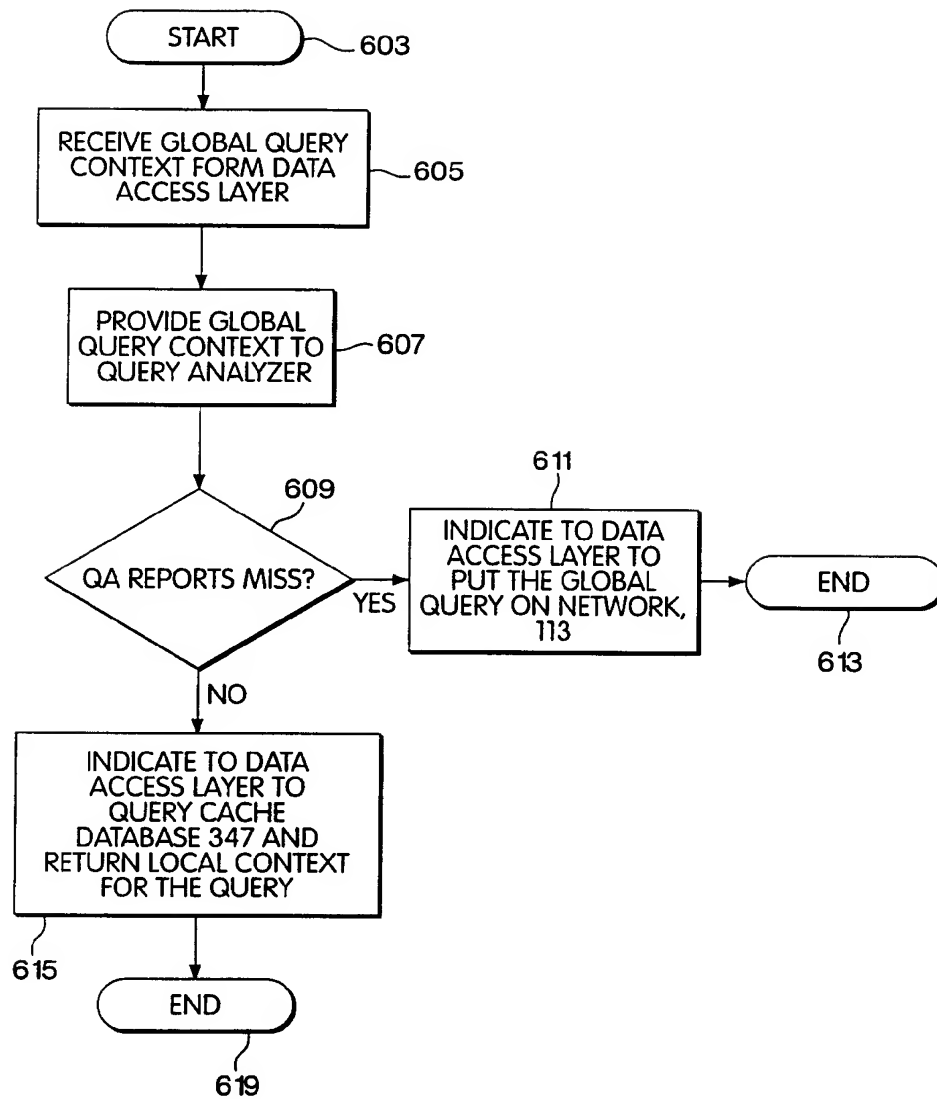 START
603
RECEIVE GLOBAL QUERY
CONTEXT FORM DATA
ACCESS LAYER
605
PROVIDE GLOBAL
QUERY CONTEXT TO
QUERY ANALYZER
607
609
QA REPORTS MISS?
YES
611
INDICATE TO DATA
ACCESS LAYER TO
PUT THE GLOBAL
QUERY ON NETWORK,
113
END
613
NO
INDICATE TO DATA
ACCESS LAYER TO
QUERY CACHE
DATABASE 347 AND
RETURN LOCAL CONTEXT
FOR THE QUERY
615
END
619